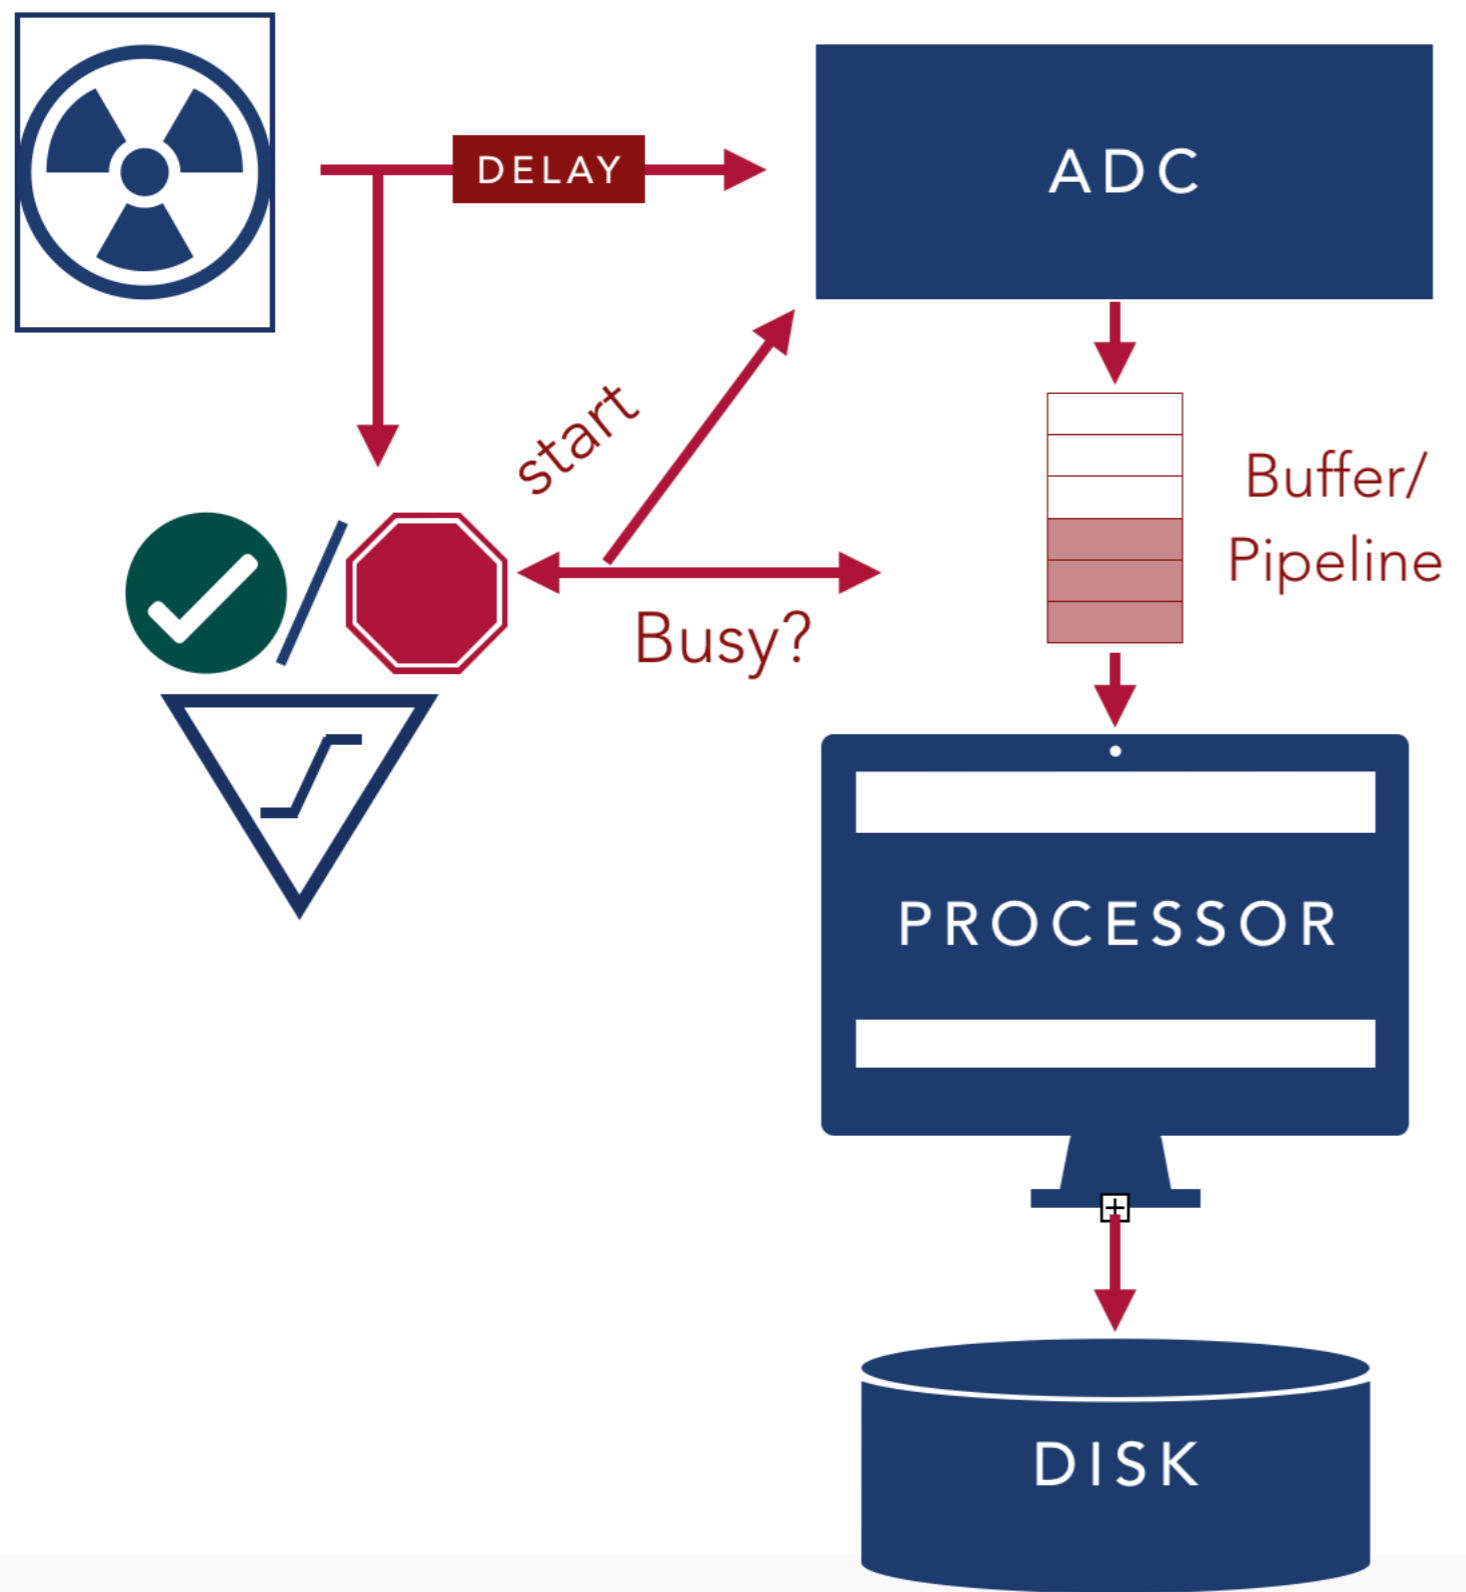 DELAY
ADC
start
Buffer/
Pipeline
Busy?
PROCESSOR
DISK